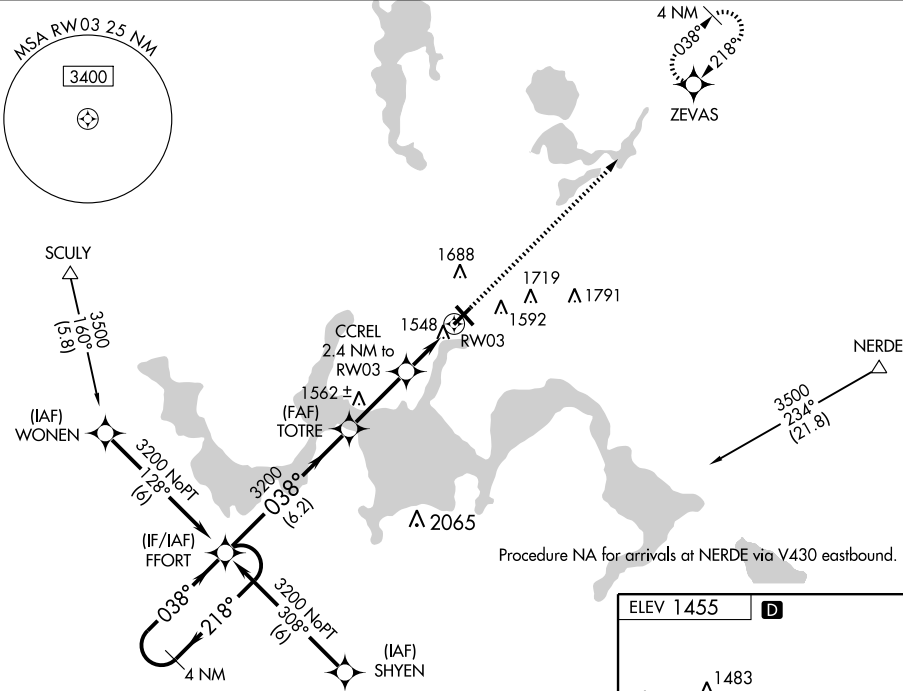 MSA RW03 25 NM
3400
4 NM
038°
218°
ZEVAS
SCULY
3500
160°
(5.8)
1688
1719
1791
1592
1548
RW03
CCREL
2.4 NM to
RW03
NERDE
3500
234°
(21.8)
1562 ±
(FAF)
TOTRE
(IAF)
WONEN
3200 NoPT
128°
(6)
3200
038°
(6.2)
2065
(IF/IAF)
FFORT
Procedure NA for arrivals at NERDE via V430 eastbound.
038°
218°
4 NM
3200 NoPT
308°
(6)
(IAF)
SHYEN
ELEV 1455
D
1483